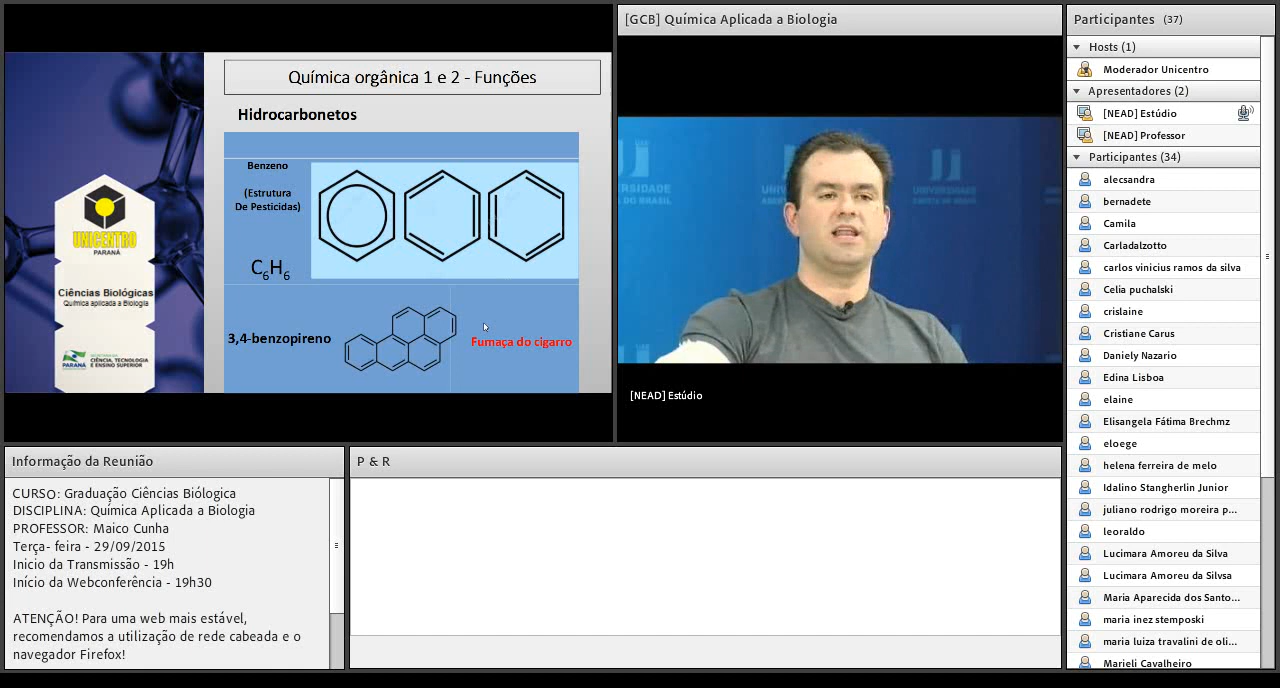 Química orgânica 1 e 2 - Funções
Hidrocarbonetos
Benzeno
(Estrutura
De Pesticidas)
C6H6
3,4-benzopireno
Fumaça do cigarro
UNICENTRO
PARANÁ
Ciências Biológicas
Química aplicada a Biologia
PARANÁ
CIÊNCIA, TECNOLOGIA
E ENSINO SUPERIOR
[GCB] Química Aplicada a Biologia
[NEAD] Estúdio
Participantes (37)
Hosts (1)
Moderador Unicentro
Apresentadores (2)
[NEAD] Estúdio
[NEAD] Professor
Participantes (34)
alecsandra
bernadete
Camila
Carladalzotto
carlos vinicius ramos da silva
Celia puchalski
crislaine
Cristiane Carus
Daniely Nazario
Edina Lisboa
elaine
Elisangela Fátima Brechmz
eloege
helena ferreira de melo
Idalino Stangherlin Junior
juliano rodrigo moreira p...
leoraldo
Lucimara Amoreu da Silva
Lucimara Amoreu da Silvsa
Maria Aparecida dos Santo...
maria inez stemposki
maria luiza travalini de oli...
Marieli Cavalheiro
Informação da Reunião
CURSO: Graduação Ciências Biólogica
DISCIPLINA: Química Aplicada a Biologia
PROFESSOR: Maico Cunha
Terça- feira - 29/09/2015
Inicio da Transmissão - 19h
Início da Webconferência - 19h30
ATENÇÃO! Para uma web mais estável,
recomendamos a utilização de rede cabeada e o
navegador Firefox!
P & R